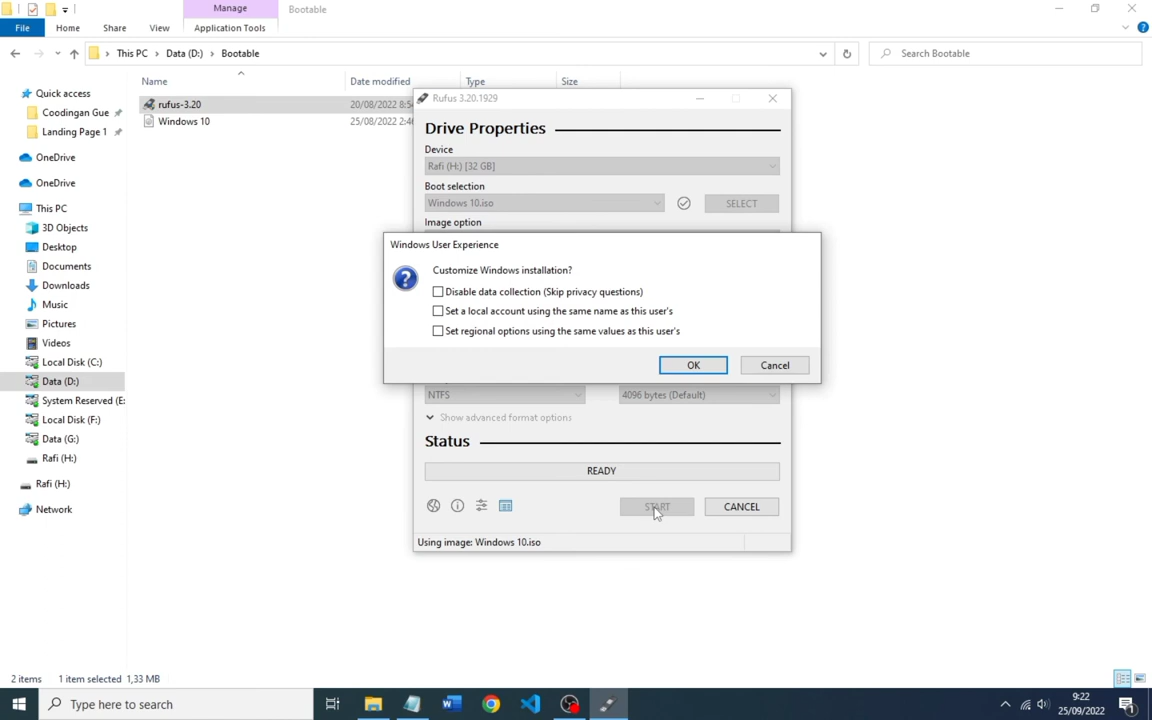 Manage
Bootable
File
Home
Share
View
Application Tools
This PC
Data (D:)
Bootable
Search Bootable
Name
Date modified
Type
Size
rufus-3.20
20/08/2022 8:54
Windows 10
25/08/2022 2:46
Quick access
Coodingan Gue
Landing Page 1
OneDrive
OneDrive
This PC
3D Objects
Desktop
Documents
Downloads
Music
Pictures
Videos
Local Disk (C:)
Data (D:)
System Reserved (E:
Local Disk (F:)
Data (G:)
Rafi (H:)
Rafi (H:)
Network
Rufus 3.20.1929
Drive Properties
Device
Rafi (H:) [32 GB]
Boot selection
Windows 10.iso
SELECT
Image option
Windows User Experience
Customize Windows installation?
Disable data collection (Skip privacy questions)
Set a local account using the same name as this user's
Set regional options using the same values as this user's
OK
Cancel
NTFS
4096 bytes (Default)
Show advanced format options
Status
READY
START
CANCEL
Using image: Windows 10.iso
2 items
1 item selected 1,33 MB
Type here to search
9:22
25/09/2022